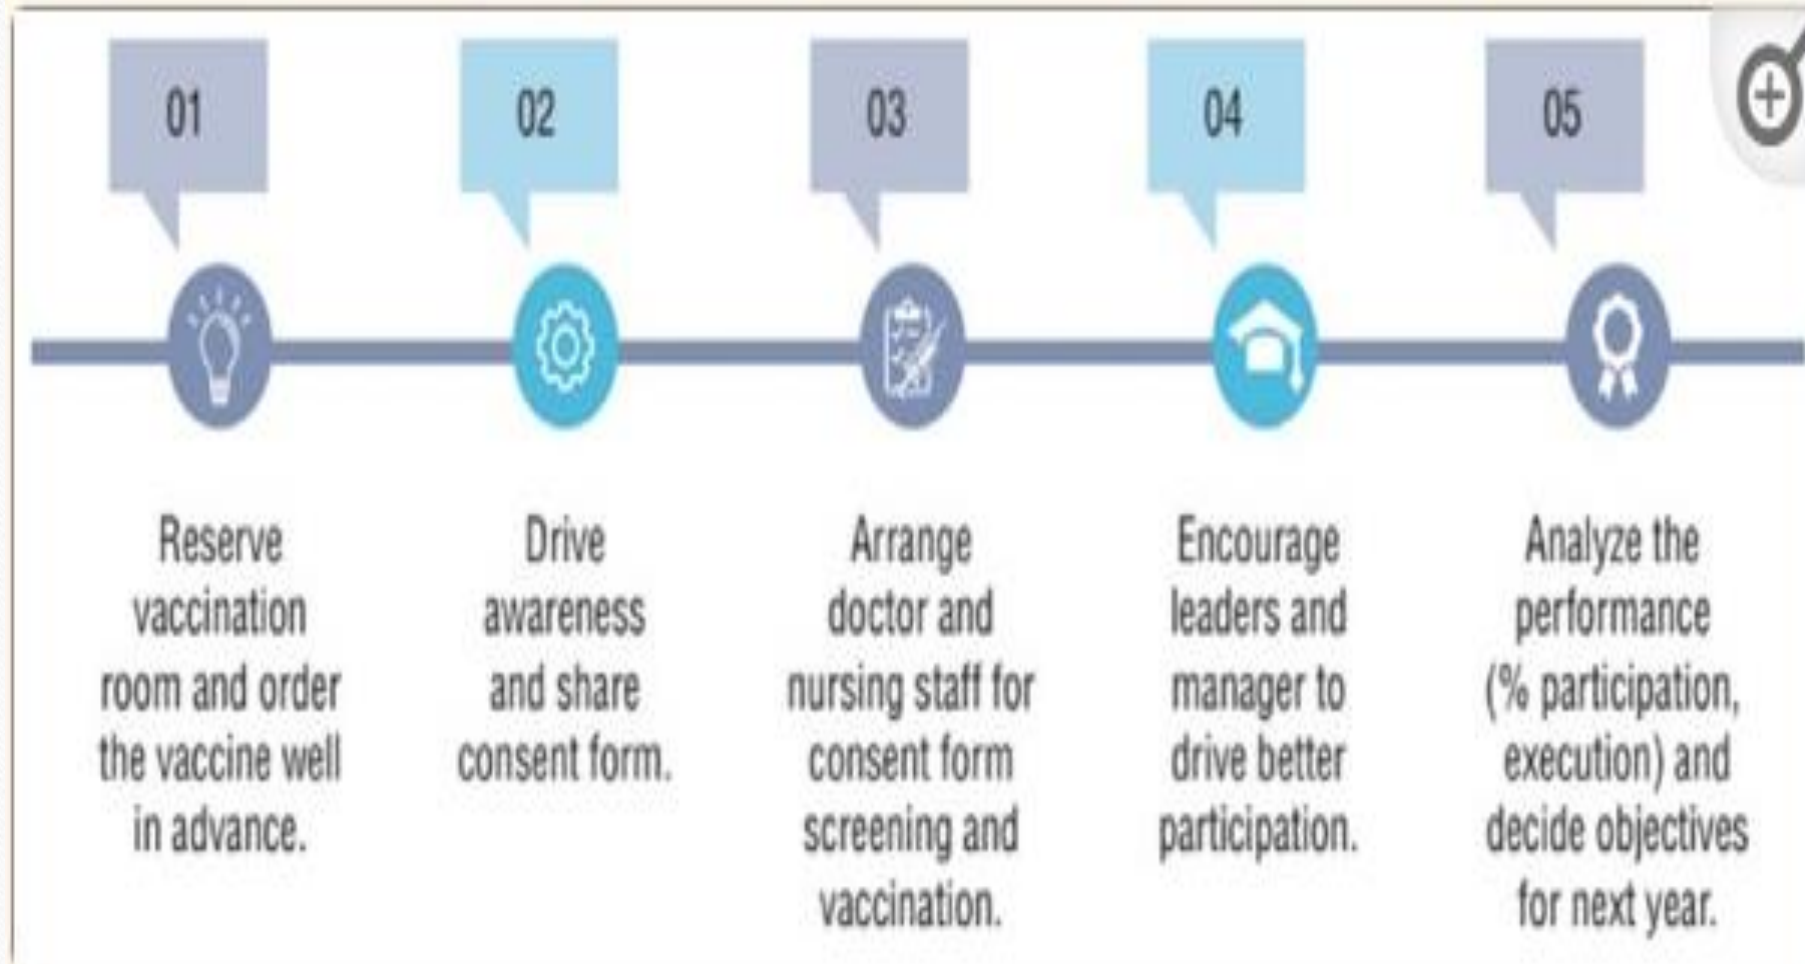 01
02
03
04
05
Reserve
vaccination
room and order
the vaccine well
in advance.
Drive
awareness
and share
consent form.
Arrange
doctor and
nursing staff for
consent form
screening and
vaccination.
Encourage
leaders and
manager to
drive better
participation.
Analyze the
performance
(% participation,
execution) and
decide objectives
for next year.